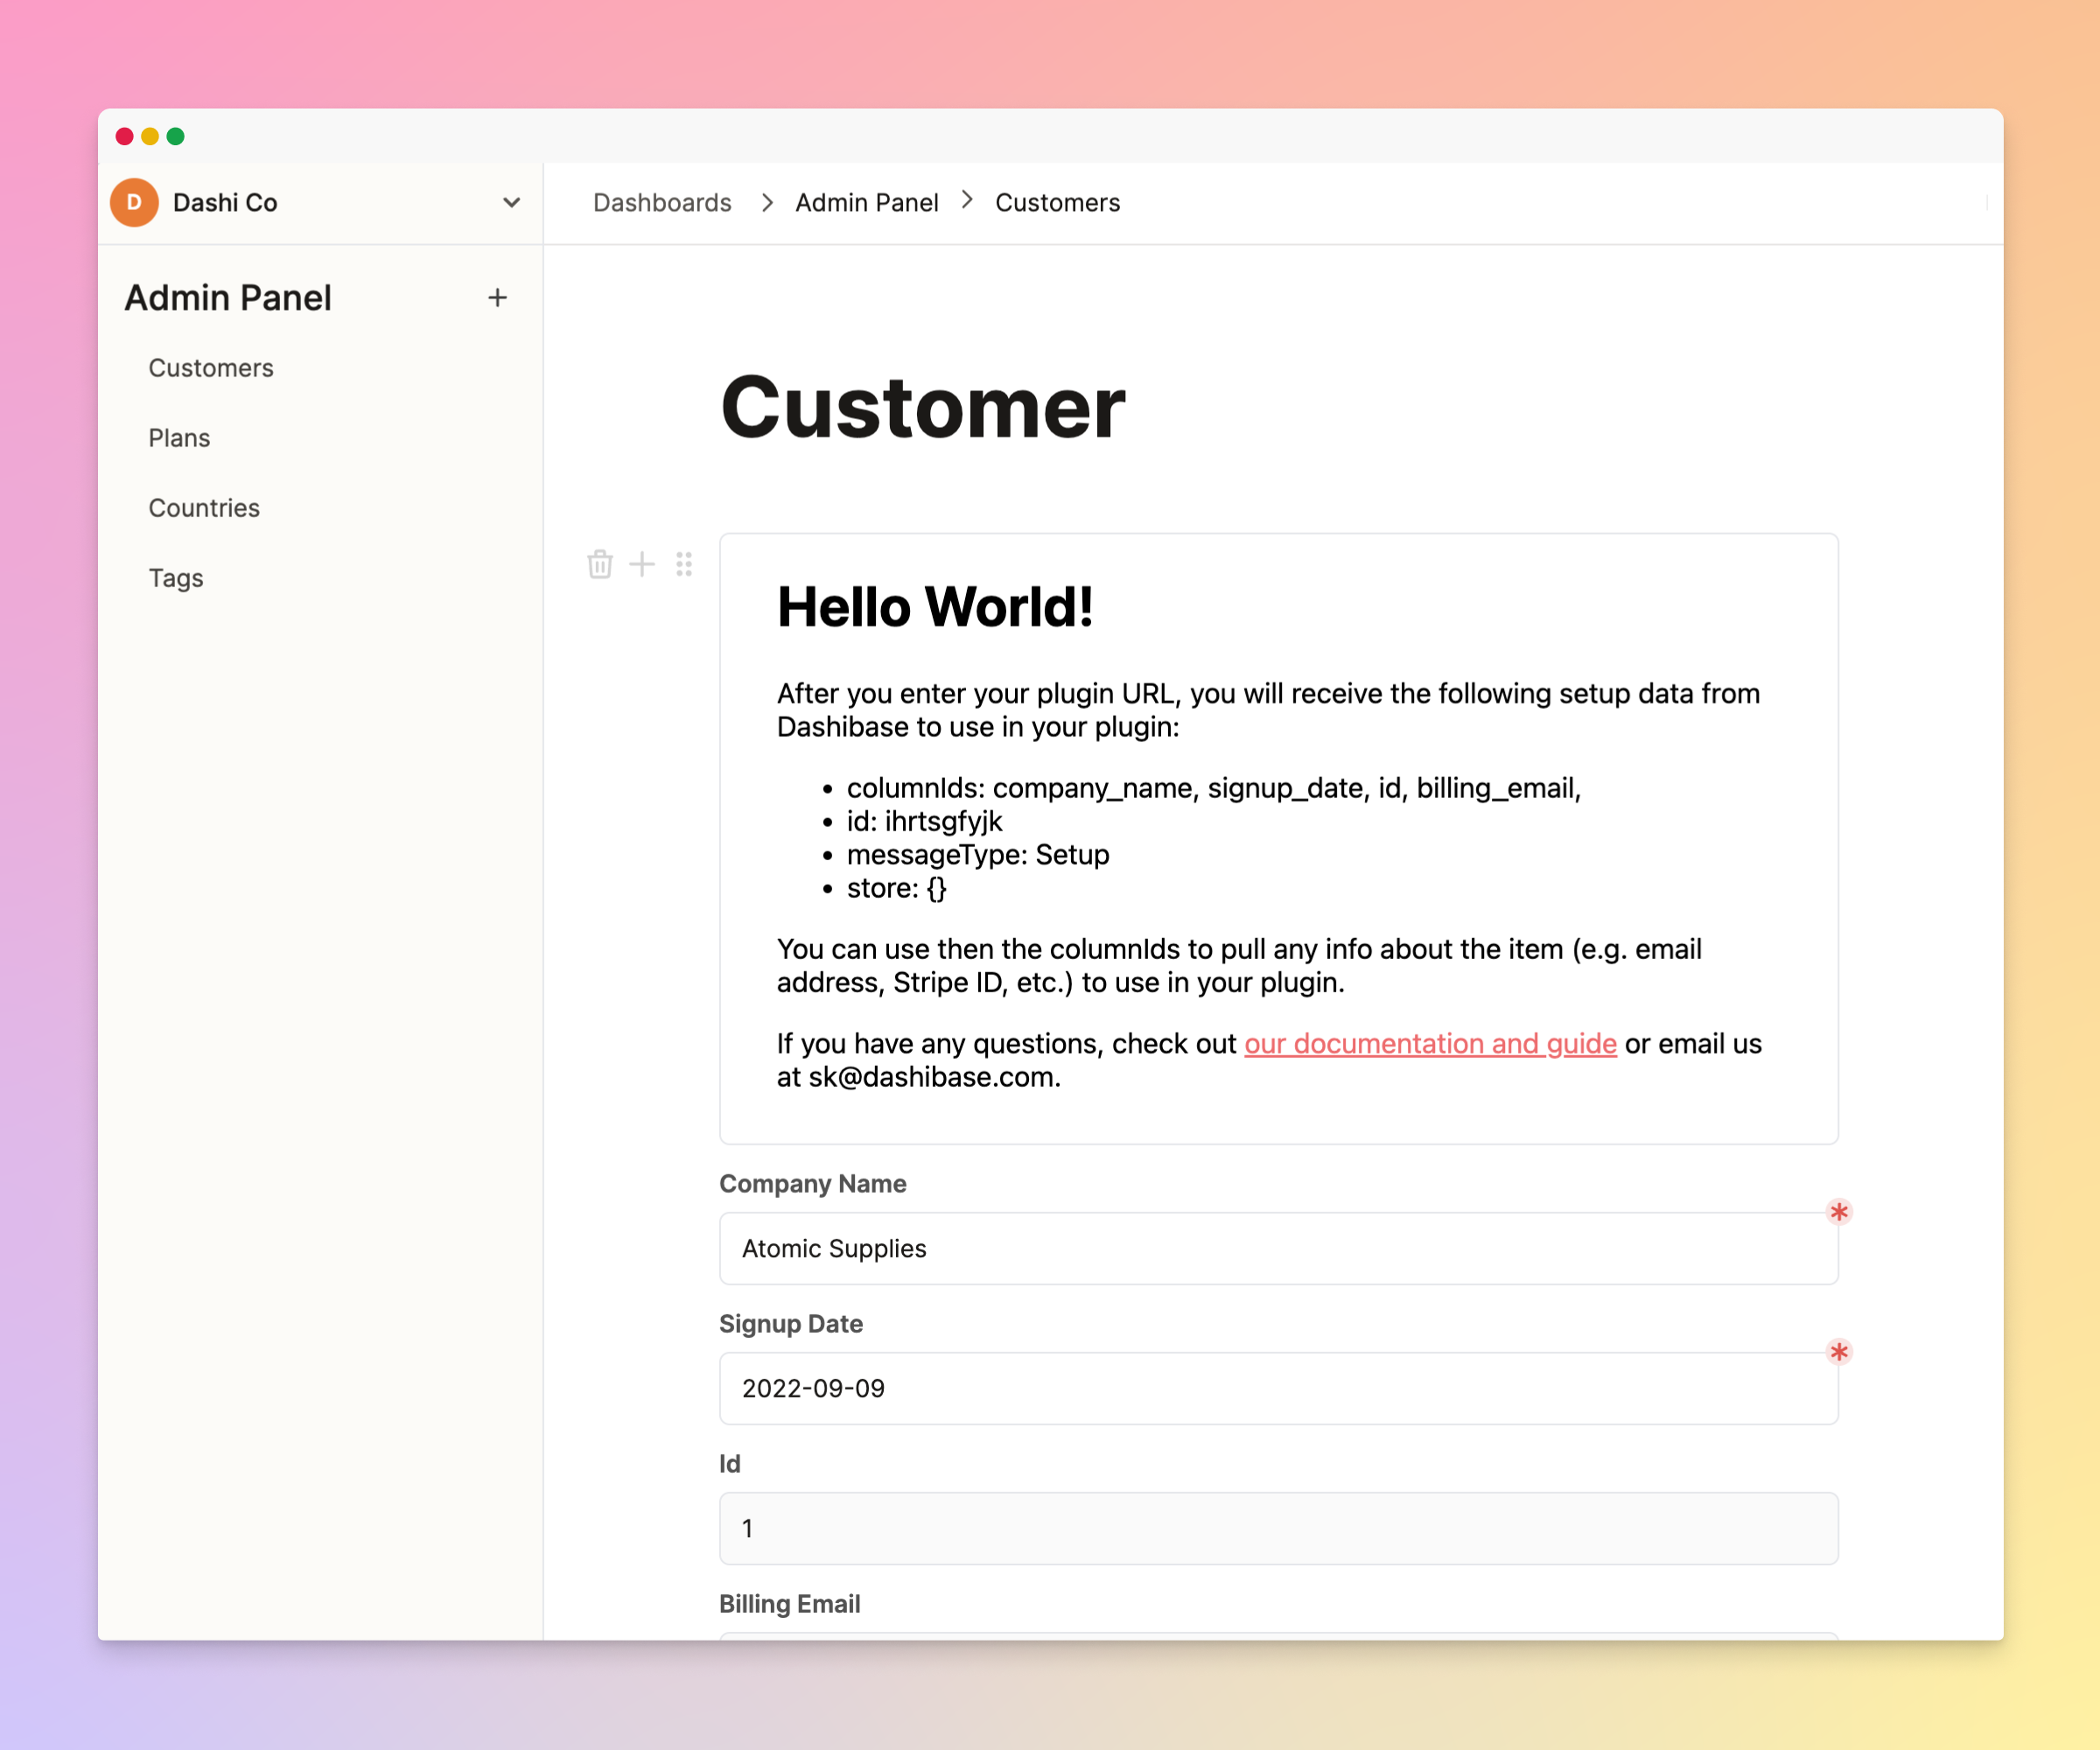 D Dashi Co
Dashboards > Admin Panel > Customers
Admin Panel +
Customers
Plans
Countries
Tags
Customer
Hello World!
After you enter your plugin URL, you will receive the following setup data from
Dashibase to use in your plugin:
• columnIds: company_name, signup_date, id, billing_email,
• id: ihrtsgfyjk
• messageType: Setup
• store: {}
You can use then the columnIds to pull any info about the item (e.g. email
address, Stripe ID, etc.) to use in your plugin.
If you have any questions, check out our documentation and guide or email us
at sk@dashibase.com.
Company Name
*
Atomic Supplies
Signup Date
*
2022-09-09
Id
1
Billing Email